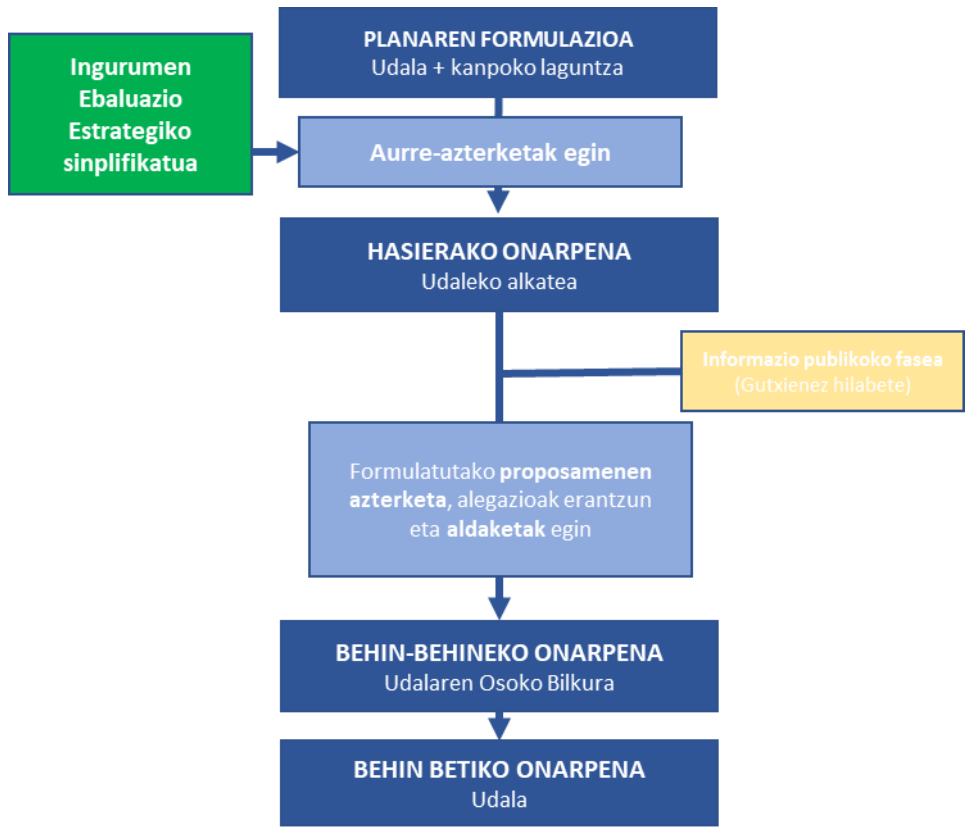 PLANAREN FORMULAZIOA
Udala + kanpoko laguntza
Ingurumen
Ebaluazio
Estrategiko
sinplifikatua
Aurre-azterketak egin
HASIERAKO ONARPENA
Udaleko alkatea
Informazio publikoko fasea
(Gutxienez hilabete)
Formulatutako proposamenen
azterketa, alegazioak erantzun
eta aldaketak egin
BEHIN-BEHINEKO ONARPENA
Udalaren Osoko Bilkura
BEHIN BETIKO ONARPENA
Udala